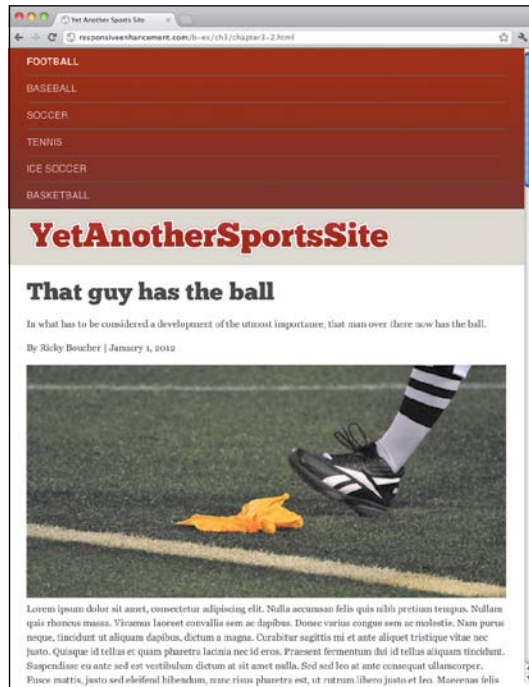 Yet Another Sports Site
responsiveenhancement.com/b-es/ch3/chapter3-2.html
FOOTBALL
BASEBALL
SOCCER
TENNIS
ICE SOCCER
BASKETBALL
YetAnotherSportsSite
That guy has the ball
In what has to be considered a development of the utmost importance, that man over there now has the ball.
By Ricky Boucher | January 1, 2012
Lorem ipsum dolor sit amet, consectetur adipiscing elit. Nulla accumsan felis quis nibh pretium tempus. Nullam
quis rhoncus massa. Vivamus laoreet convallis sem ac dapibus. Donec varius congue sem ac molestie. Nam purus
neque, tincidunt ut aliquam dapibus, dictum a magna. Curabitur sagittis mi et ante aliquet tristique vitae nec
justo. Quisque id tellus et quam pharetra lacinia nec id eros. Praesent fermentum dui id tellus aliquam tincidunt.
Suspendisse eu ante sed est vestibulum dictum at sit amet nulla. Sed sed leo at ante consequat ullamcorper.
Fusce mattis, justo sed eleifend bibendum, nunc risus pharetra est, ut rutrum libero justo et leo. Maecenas felis